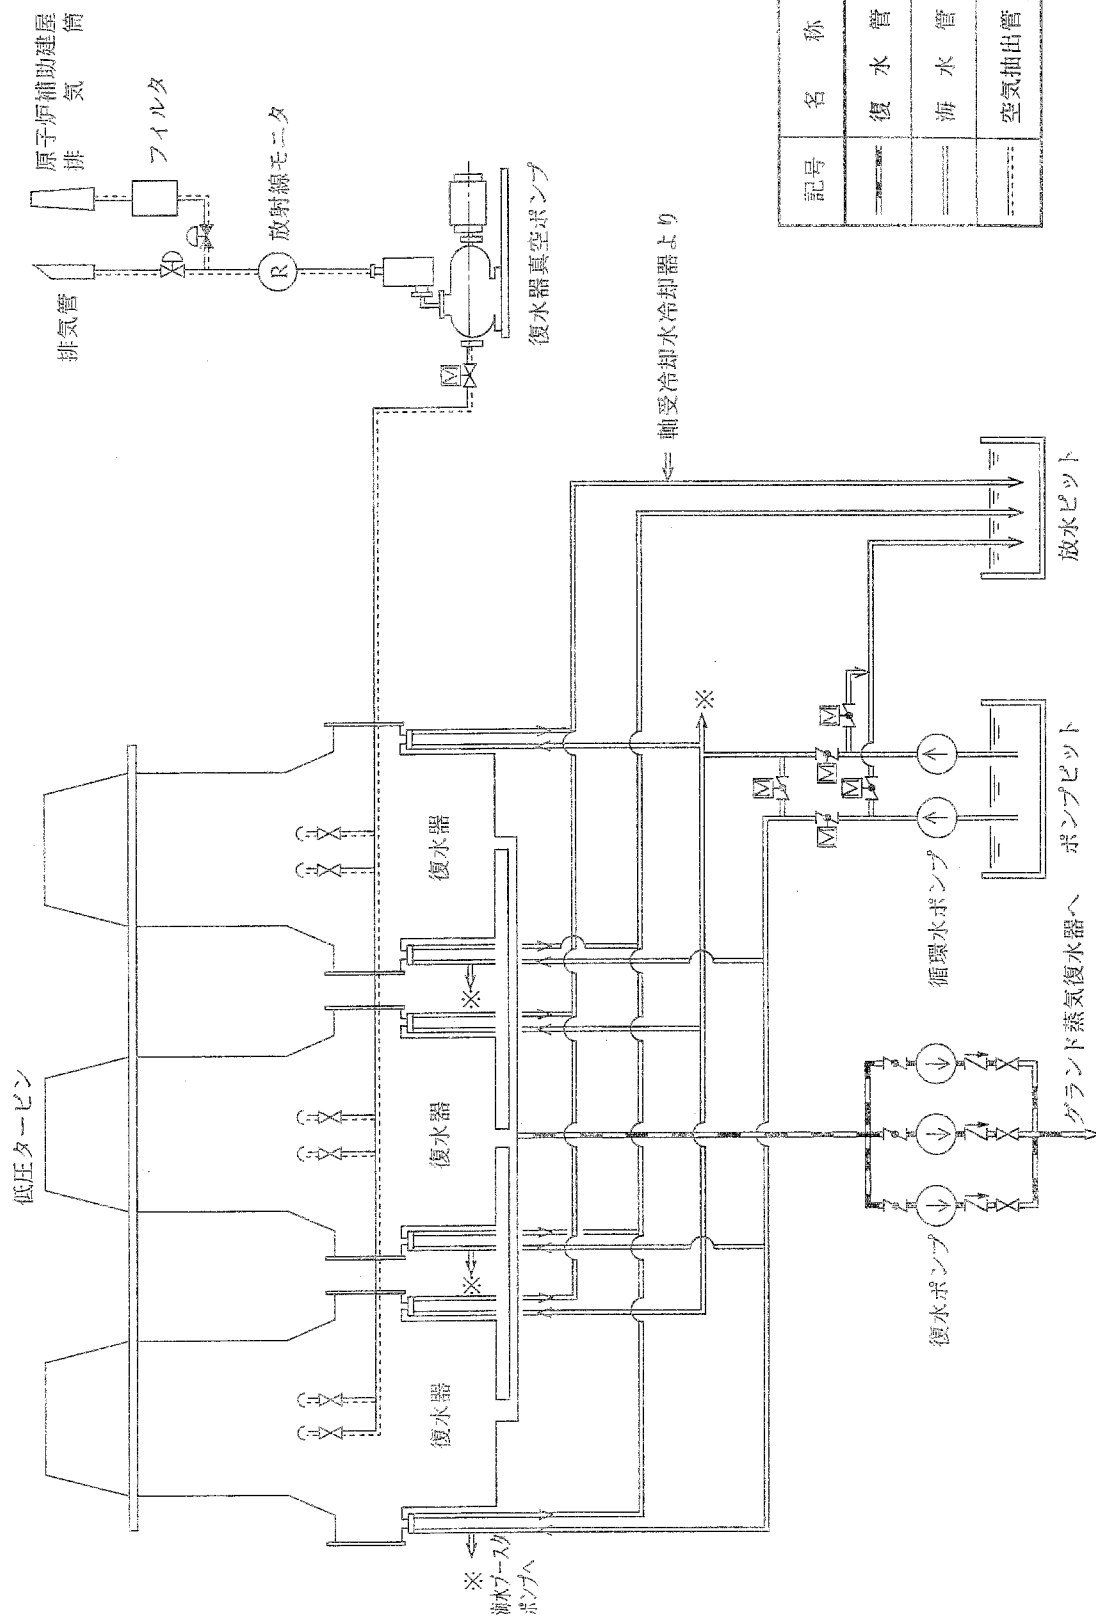 低圧タービン
原子炉補助建屋
排気筒
フィルタ
排気管
放射線モニタ
R
M
復水器真空ポンプ
復水器
復水器
復水器
※
海水ブースタ
ポンプへ
※
※
※
軸受冷却水冷却器より
M
M
M
M
M
復水ポンプ
循環水ポンプ
グランド蒸気復水器へ
ポンプピット
放水ピット
記号 名称
復水管
海水管
空気抽出管